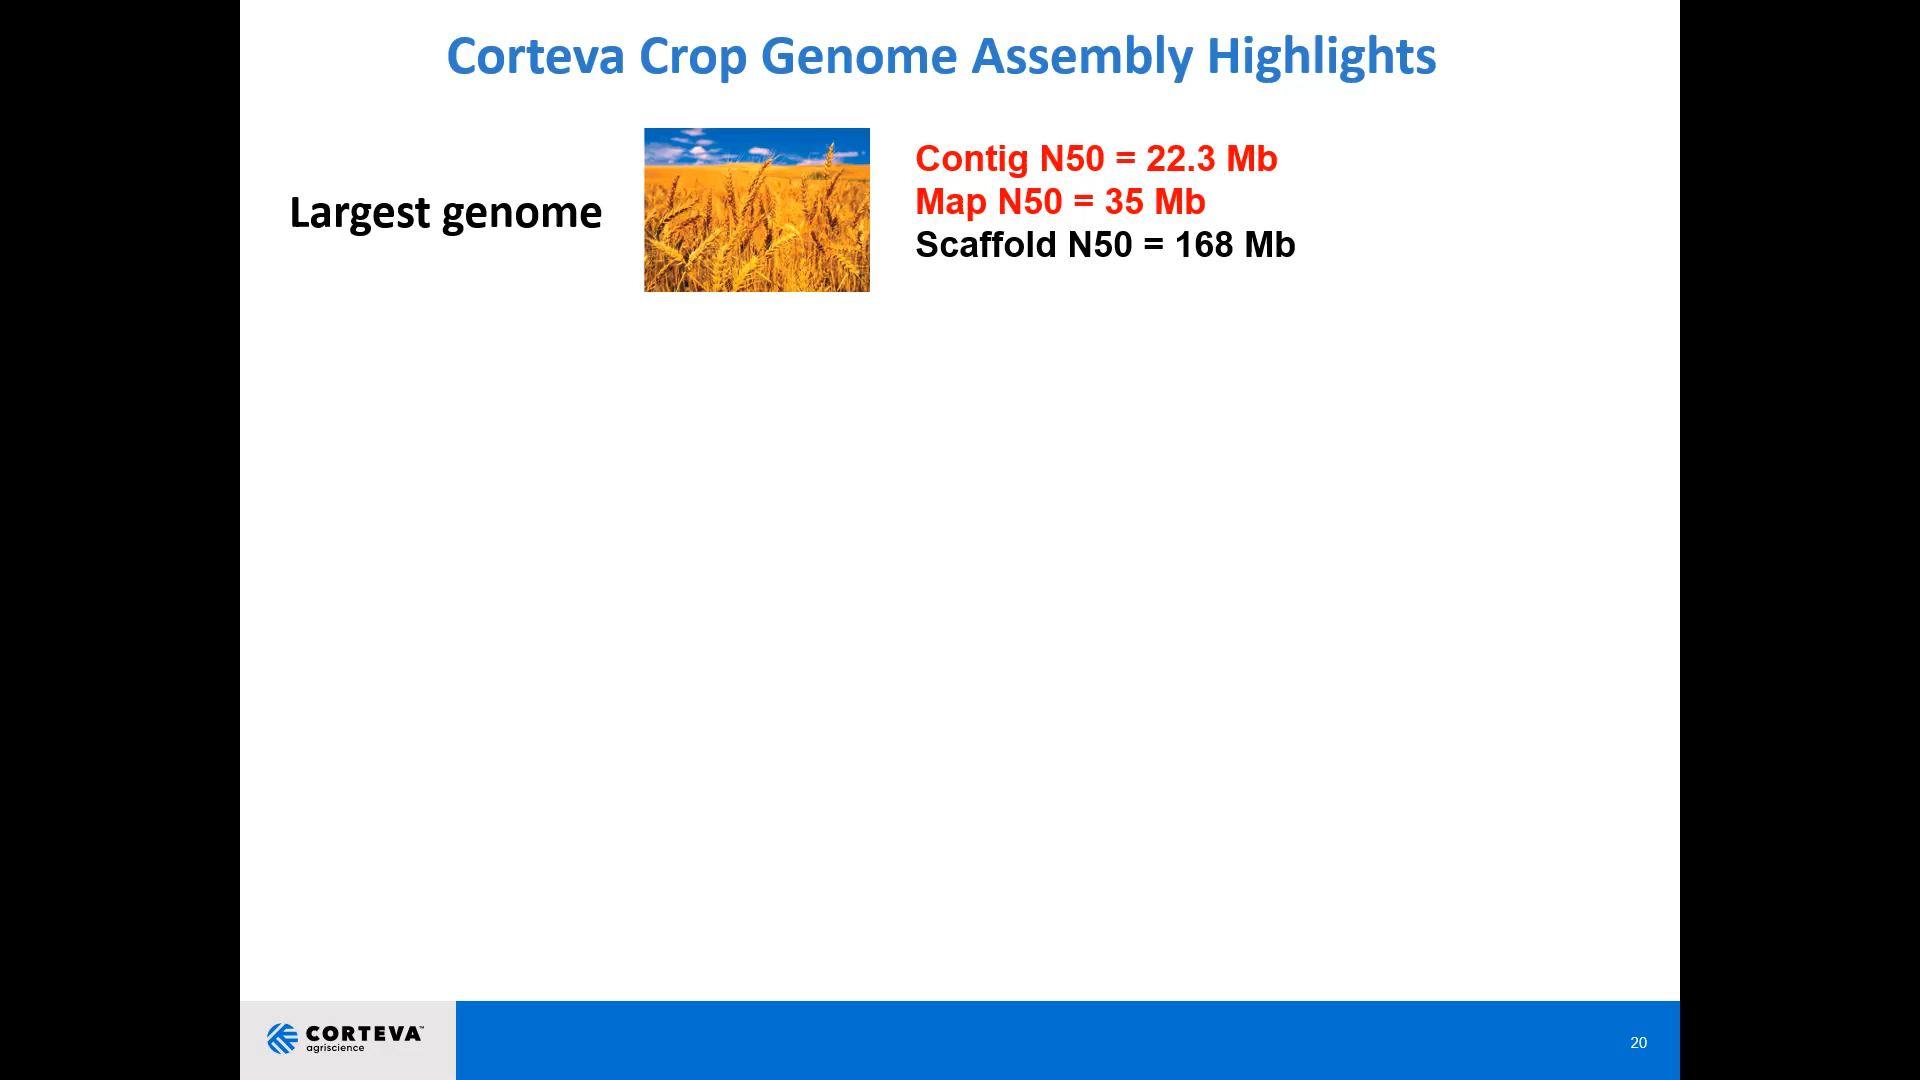 Corteva Crop Genome Assembly Highlights
Largest genome
Contig N50 = 22.3 Mb
Map N50 = 35 Mb
Scaffold N50 = 168 Mb
CORTEVA™
agriscience
20